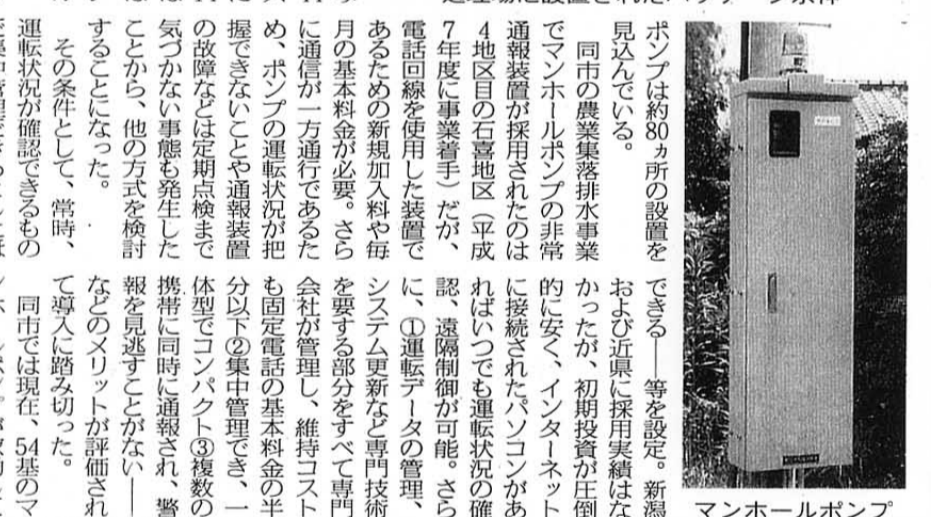 ポンプは約80ヵ所の設置を
見込んでいる。
同市の農業集落排水事業
でマンホールポンプの非常
通報装置が採用されたのは
4地区目の石喜地区（平成
7年度に事業着手）だが、
電話回線を使用した装置で
あるための新規加入料や毎
月の基本料金が必要。さら
に通信が一方通行であるた
め、ポンプの運転状況が把
握できないことや通報装置
の故障などは定期点検まで
気づかない事態も発生した
ことから、他の方式を検討
することになった。
その条件として、常時、
運転状況が確認できるもの
できる――等を設定。新潟
および近県に採用実績はな
かったが、初期投資が圧倒
的に安く、インターネット
に接続されたパソコンがあ
ればいつでも運転状況の確
認、遠隔制御が可能。さら
に、①運転データの管理、
システム更新など専門技術
を要する部分をすべて専門
会社が管理し、維持コスト
も固定電話の基本料金の半
分以下②集中管理でき、一
体型でコンパクト③複数の
携帯に同時に通報され、警
報を見逃すことがない――
などのメリットが評価され
て導入に踏み切った。
同市では現在、54基のマ
マンホールポンプ